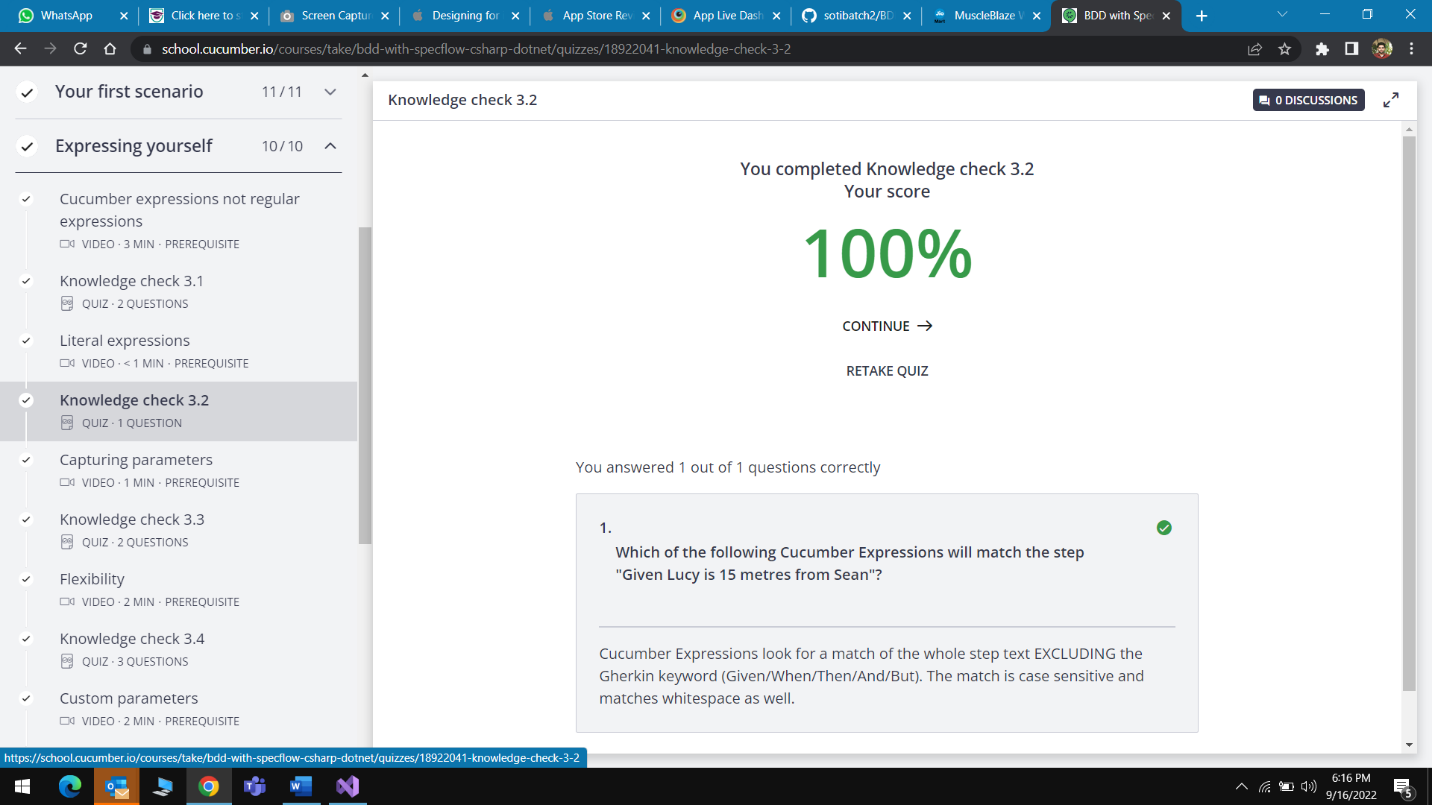 WhatsApp
Click here to s
Screen Captur
Designing for
App Store Rev
App Live Dash
sotibatch2/BD
MuscleBlaze W
BDD with Spec
school.cucumber.io/courses/take/bdd-with-specflow-csharp-dotnet/quizzes/18922041-knowledge-check-3-2
Your first scenario 11 / 11
Expressing yourself 10 / 10
Cucumber expressions not regular
expressions
VIDEO · 3 MIN · PREREQUISITE
Knowledge check 3.1
QUIZ · 2 QUESTIONS
Literal expressions
VIDEO · < 1 MIN · PREREQUISITE
Knowledge check 3.2
QUIZ · 1 QUESTION
Capturing parameters
VIDEO · 1 MIN · PREREQUISITE
Knowledge check 3.3
QUIZ · 2 QUESTIONS
Flexibility
VIDEO · 2 MIN · PREREQUISITE
Knowledge check 3.4
QUIZ · 3 QUESTIONS
Custom parameters
VIDEO · 2 MIN · PREREQUISITE
https://school.cucumber.io/courses/take/bdd-with-specflow-csharp-dotnet/quizzes/18922041-knowledge-check-3-2
Knowledge check 3.2
0 DISCUSSIONS
You completed Knowledge check 3.2
Your score
100%
CONTINUE →
RETAKE QUIZ
You answered 1 out of 1 questions correctly
1.
Which of the following Cucumber Expressions will match the step
"Given Lucy is 15 metres from Sean"?
Cucumber Expressions look for a match of the whole step text EXCLUDING the
Gherkin keyword (Given/When/Then/And/But). The match is case sensitive and
matches whitespace as well.
6:16 PM
9/16/2022
5